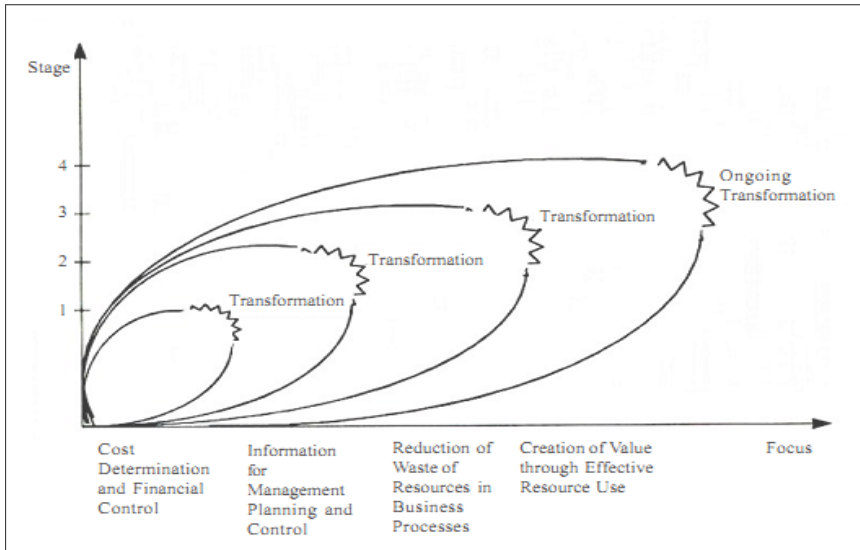 Stage
4
3
2
1
Ongoing
Transformation
Transformation
Transformation
Transformation
Cost
Determination
and Financial
Control
Information
for
Management
Planning and
Control
Reduction of
Waste of
Resources in
Business
Processes
Creation of Value
through Effective
Resource Use
Focus